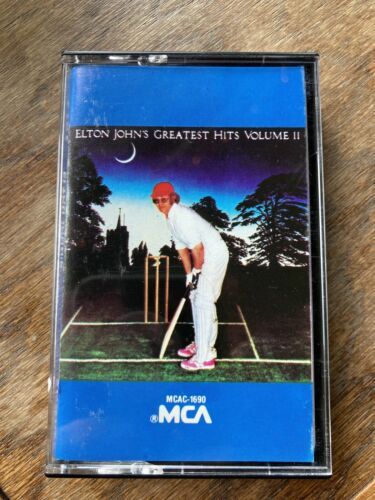 ELTON JOHN'S GREATEST HITS VOLUME II
MCAC-1690
®MCA